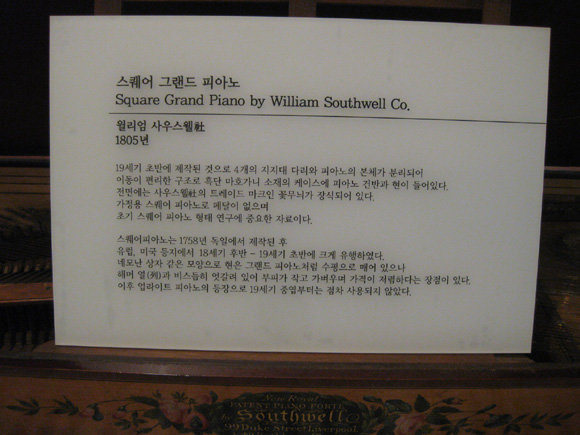 스퀘어 그랜드 피아노
Square Grand Piano by William Southwell Co.
윌리엄 사우스웰社
1805년
19세기 초반에 제작된 것으로 4개의 지지대 다리와 피아노의 본체가 분리되어
이동이 편리한 구조로 흑단 마호가니 소재의 케이스에 피아노 건반과 현이 들어있다.
전면에는 사우스웰社의 트레이드 마크인 꽃무늬가 장식되어 있다.
가정용 스퀘어 피아노로 페달이 없으며
초기 스퀘어 피아노 형태 연구에 중요한 자료이다.
스퀘어피아노는 1758년 독일에서 제작된 후
유럽, 미국 등지에서 18세기 후반 - 19세기 초반에 크게 유행하였다.
네모난 상자 같은 모양으로 현은 그랜드 피아노처럼 수평으로 매어 있으나
해머 열(列)과 비스듬히 엇갈려 있어 부피가 작고 가벼우며 가격이 저렴하다는 장점이 있다.
이후 업라이트 피아노의 등장으로 19세기 중엽부터는 점차 사용되지 않았다.
New Royal
PATENT PIANO FORTE
by Southwell
99 Duke Street Liverpool